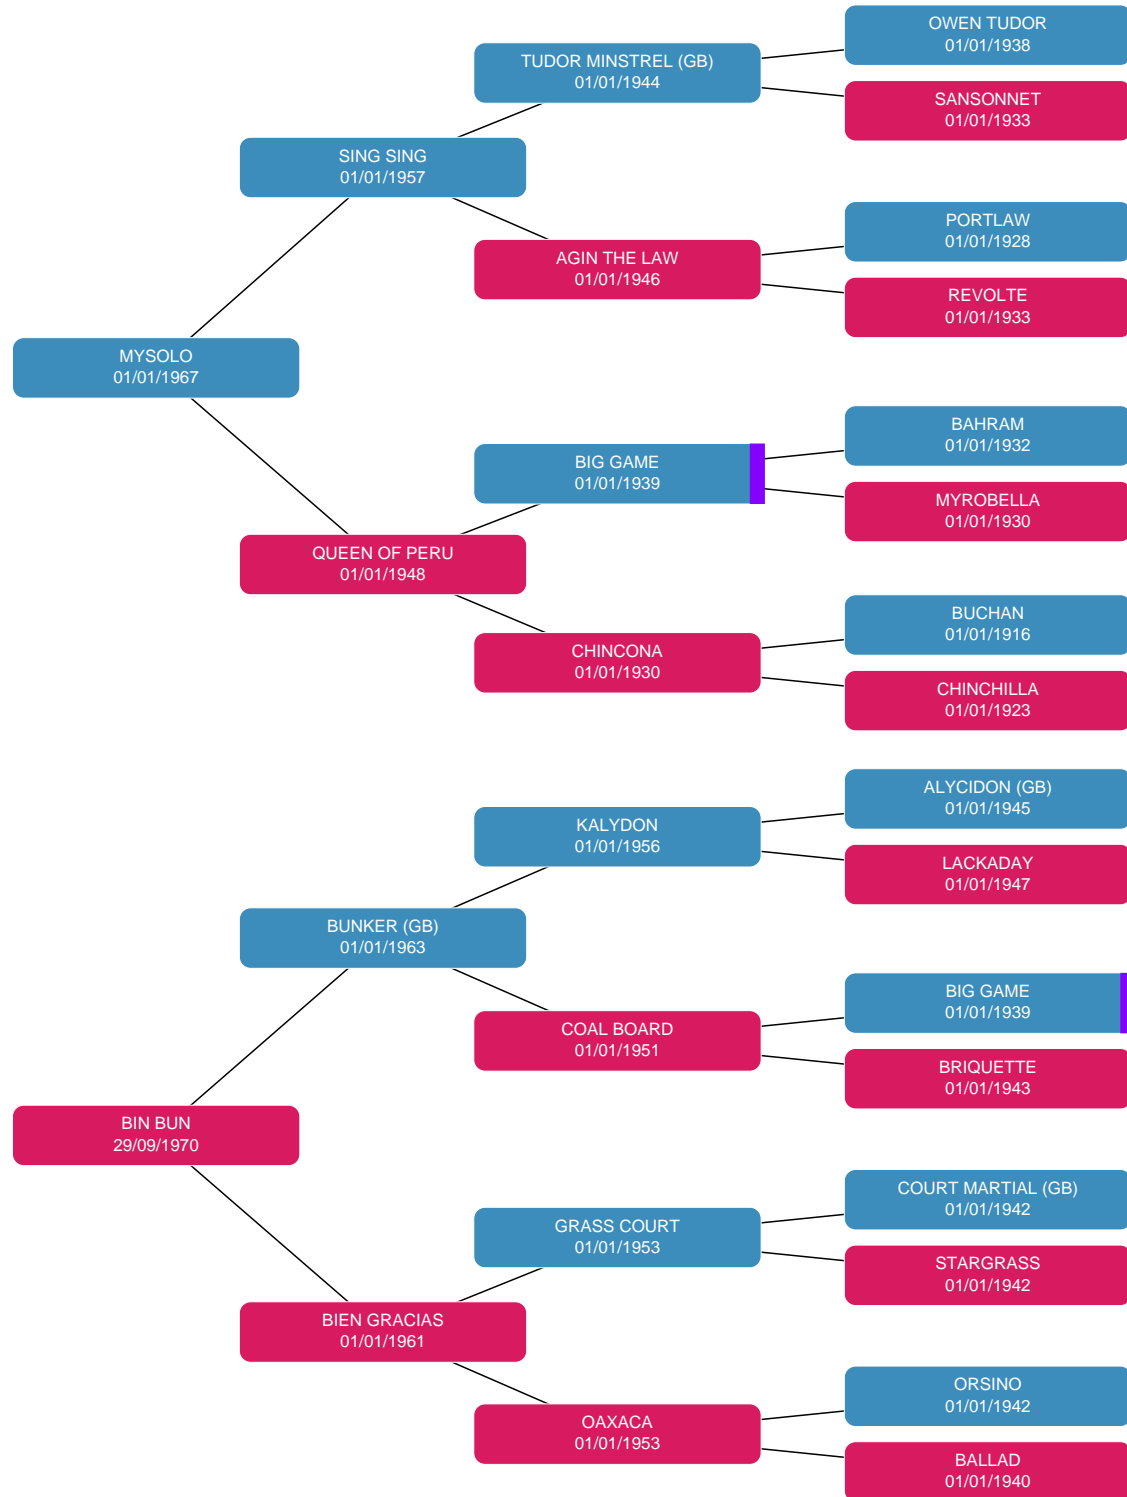 OWEN TUDOR
01/01/1938
TUDOR MINSTREL (GB)
01/01/1944
SANSONNET
01/01/1933
SING SING
01/01/1957
PORTLAW
01/01/1928
AGIN THE LAW
01/01/1946
REVOLTE
01/01/1933
MYSOLO
01/01/1967
BAHRAM
01/01/1932
BIG GAME
01/01/1939
MYROBELLA
01/01/1930
QUEEN OF PERU
01/01/1948
BUCHAN
01/01/1916
CHINCONA
01/01/1930
CHINCHILLA
01/01/1923
ALYCIDON (GB)
01/01/1945
KALYDON
01/01/1956
LACKADAY
01/01/1947
BUNKER (GB)
01/01/1963
BIG GAME
01/01/1939
COAL BOARD
01/01/1951
BRIQUETTE
01/01/1943
BIN BUN
29/09/1970
COURT MARTIAL (GB)
01/01/1942
GRASS COURT
01/01/1953
STARGRASS
01/01/1942
BIEN GRACIAS
01/01/1961
ORSINO
01/01/1942
OAXACA
01/01/1953
BALLAD
01/01/1940